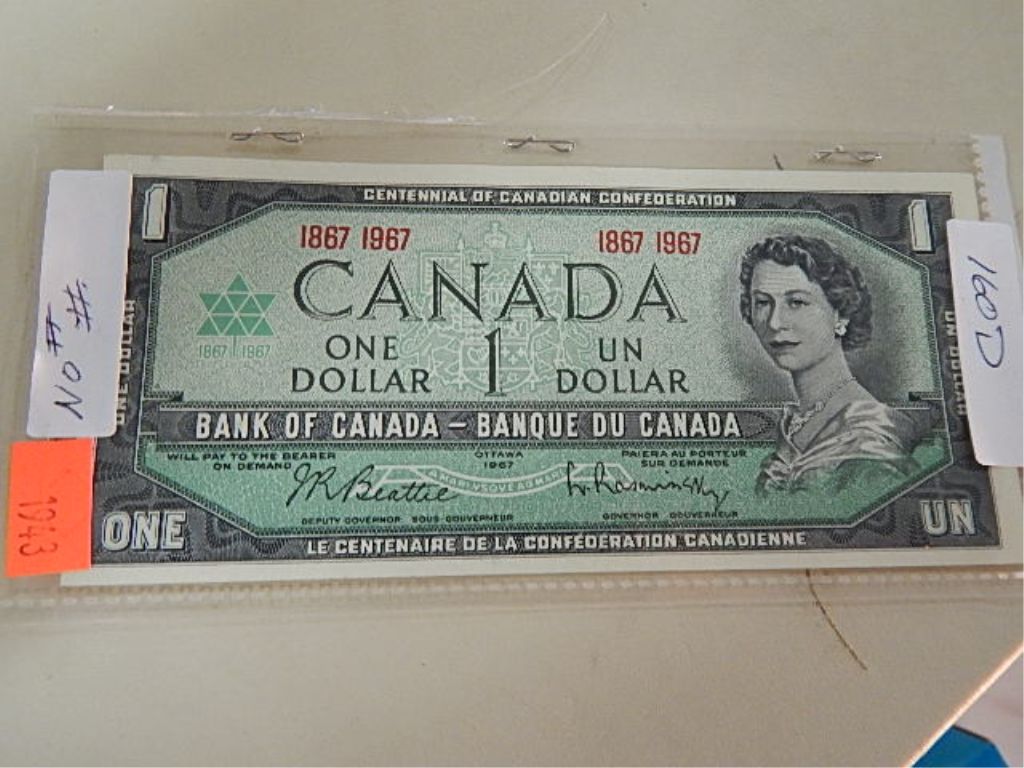 CENTENNIAL OF CANADIAN CONFEDERATION
1 1
1867 1967 1867 1967
CANADA
1867 1967
ONE DOLLAR 1 UN DOLLAR
BANK OF CANADA – BANQUE DU CANADA
WILL PAY TO THE BEARER ON DEMAND
OTTAWA 1967
PAIERA AU PORTEUR SUR DEMANDE
JR Beattie L. Rasminsky
DEPUTY GOVERNOR SOUS-GOUVERNEUR
GOVERNOR GOUVERNEUR
ONE UN
LE CENTENAIRE DE LA CONFÉDÉRATION CANADIENNE
ONE DOLLAR
UN DOLLAR
NO # #.
1943